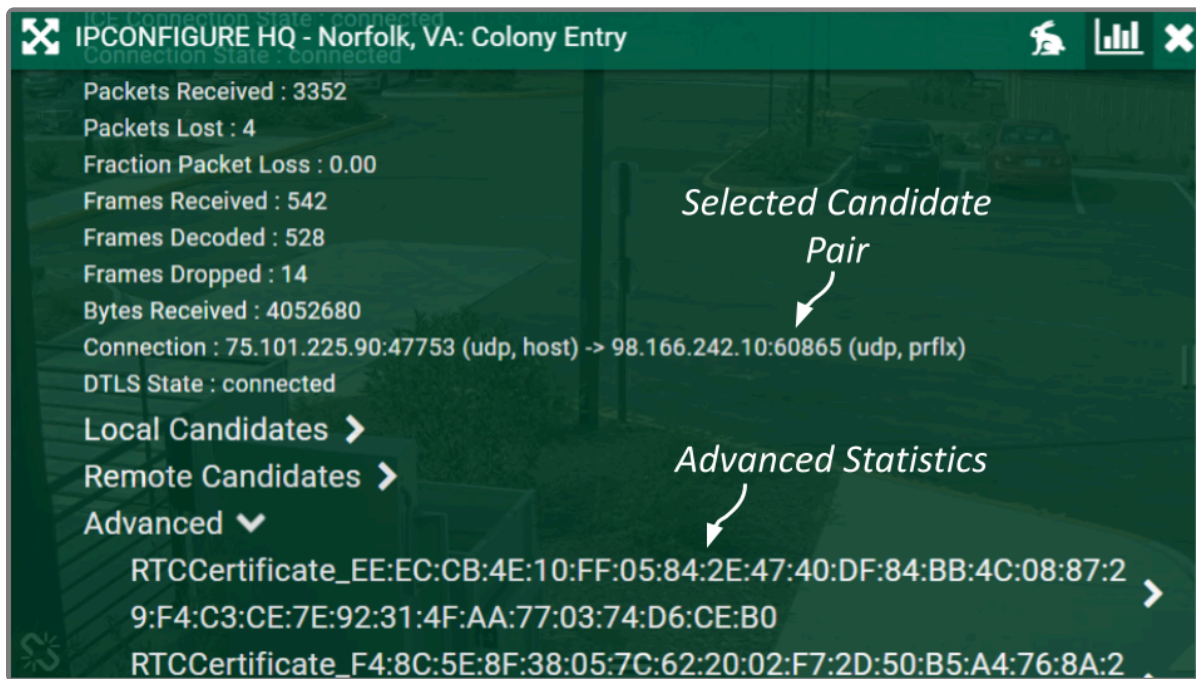 ICE Connection State : connected
IPCONFIGURE HQ - Norfolk, VA: Colony Entry
Connection State : connected
Packets Received : 3352
Packets Lost : 4
Fraction Packet Loss : 0.00
Frames Received : 542
Selected Candidate
Frames Decoded : 528
Pair
Frames Dropped : 14
Bytes Received : 4052680
Connection : 75.101.225.90:47753 (udp, host) -> 98.166.242.10:60865 (udp, prflx)
DTLS State : connected
Local Candidates
Advanced Statistics
Remote Candidates
Advanced
RTCCertificate_EE:EC:CB:4E:10:FF:05:84:2E:47:40:DF:84:BB:4C:08:87:2
9:F4:C3:CE:7E:92:31:4F:AA:77:03:74:D6:CE:B0
RTCCertificate_F4:8C:5E:8F:38:05:7C:62:20:02:F7:2D:50:B5:A4:76:8A:2